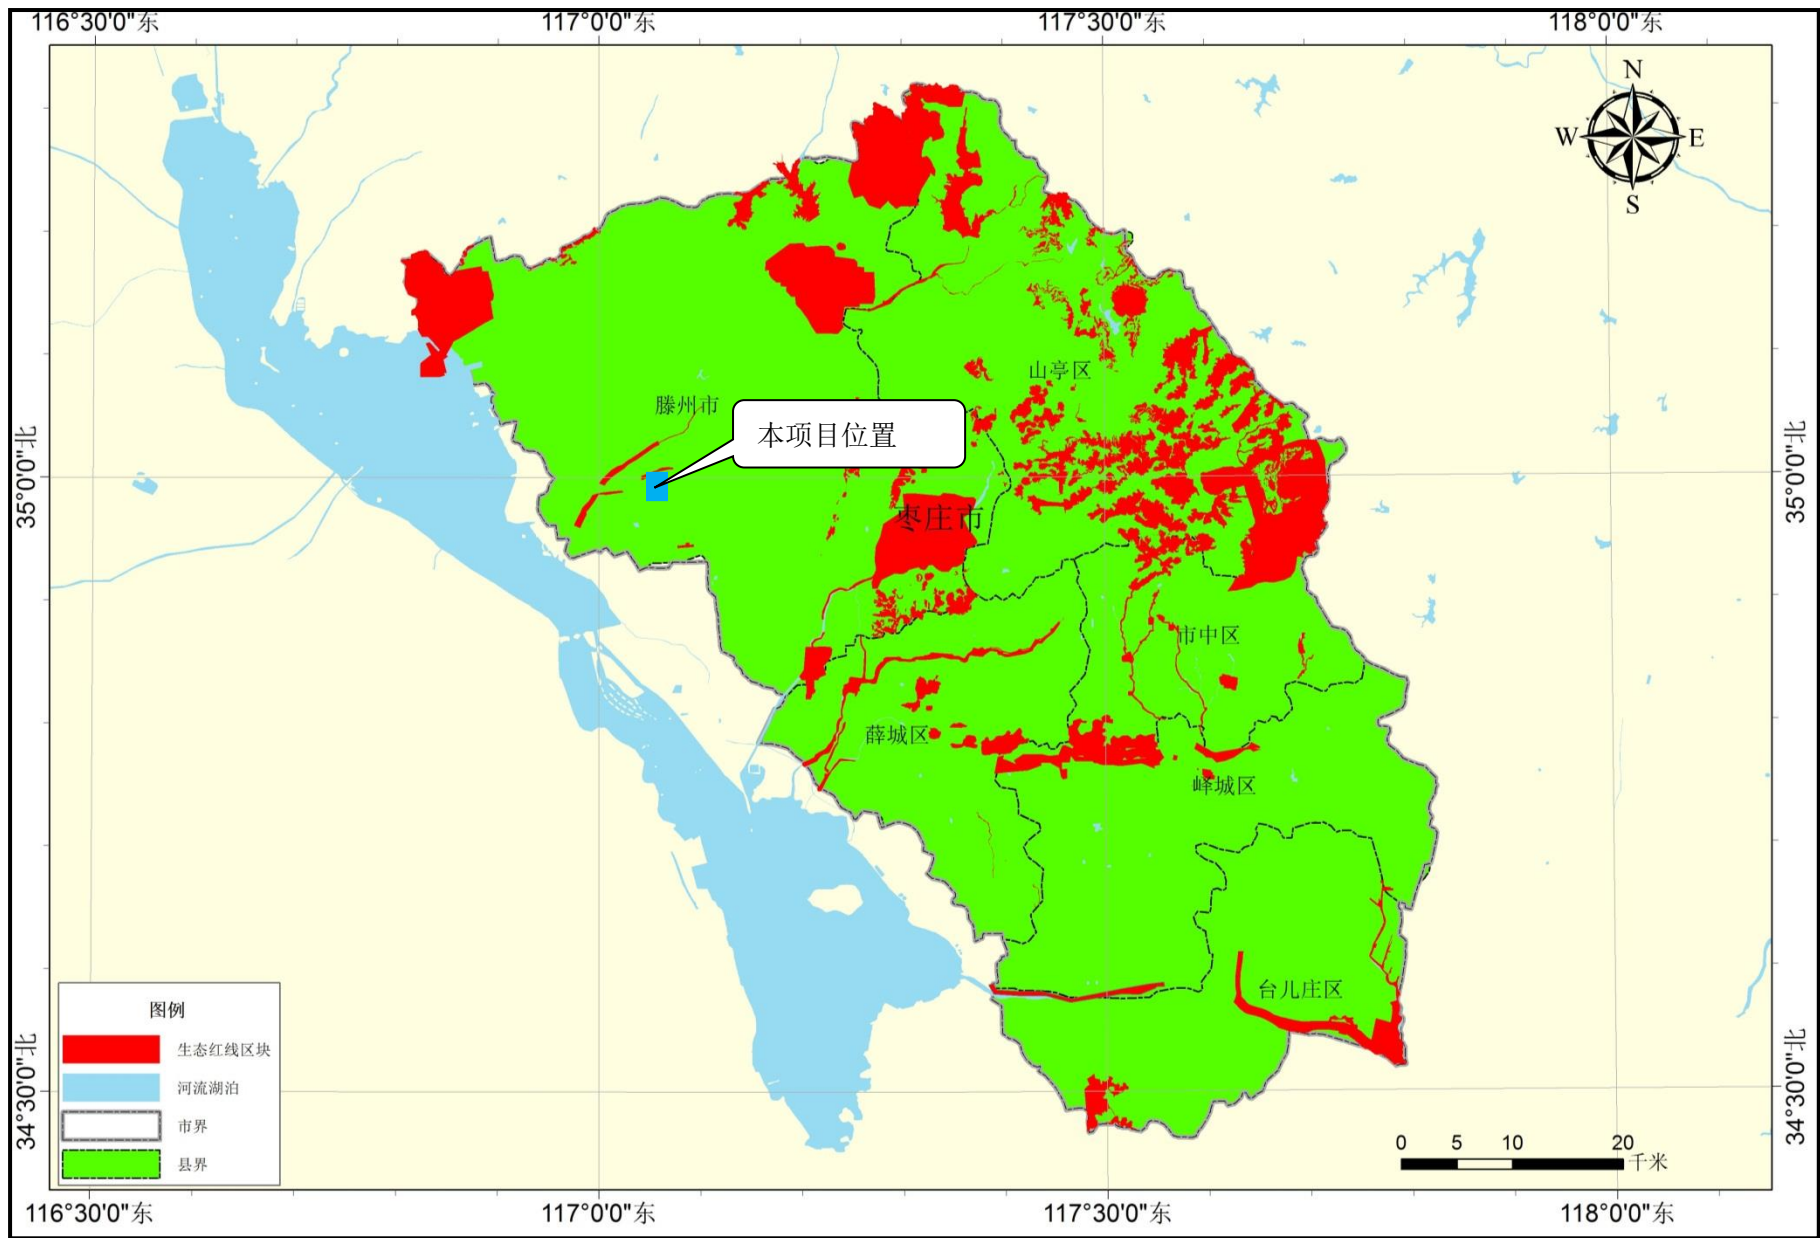 116°30'0"东
117°0'0"东
117°30'0"东
118°0'0"东
N
W
E
S
山亭区
滕州市
本项目位置
35°0'0"北
35°0'0"北
枣庄市
市中区
薛城区
峄城区
台儿庄区
图例
生态红线区块
河流湖泊
市界
县界
34°30'0"北
34°30'0"北
0 5 10 20
千米
116°30'0"东
117°0'0"东
117°30'0"东
118°0'0"东